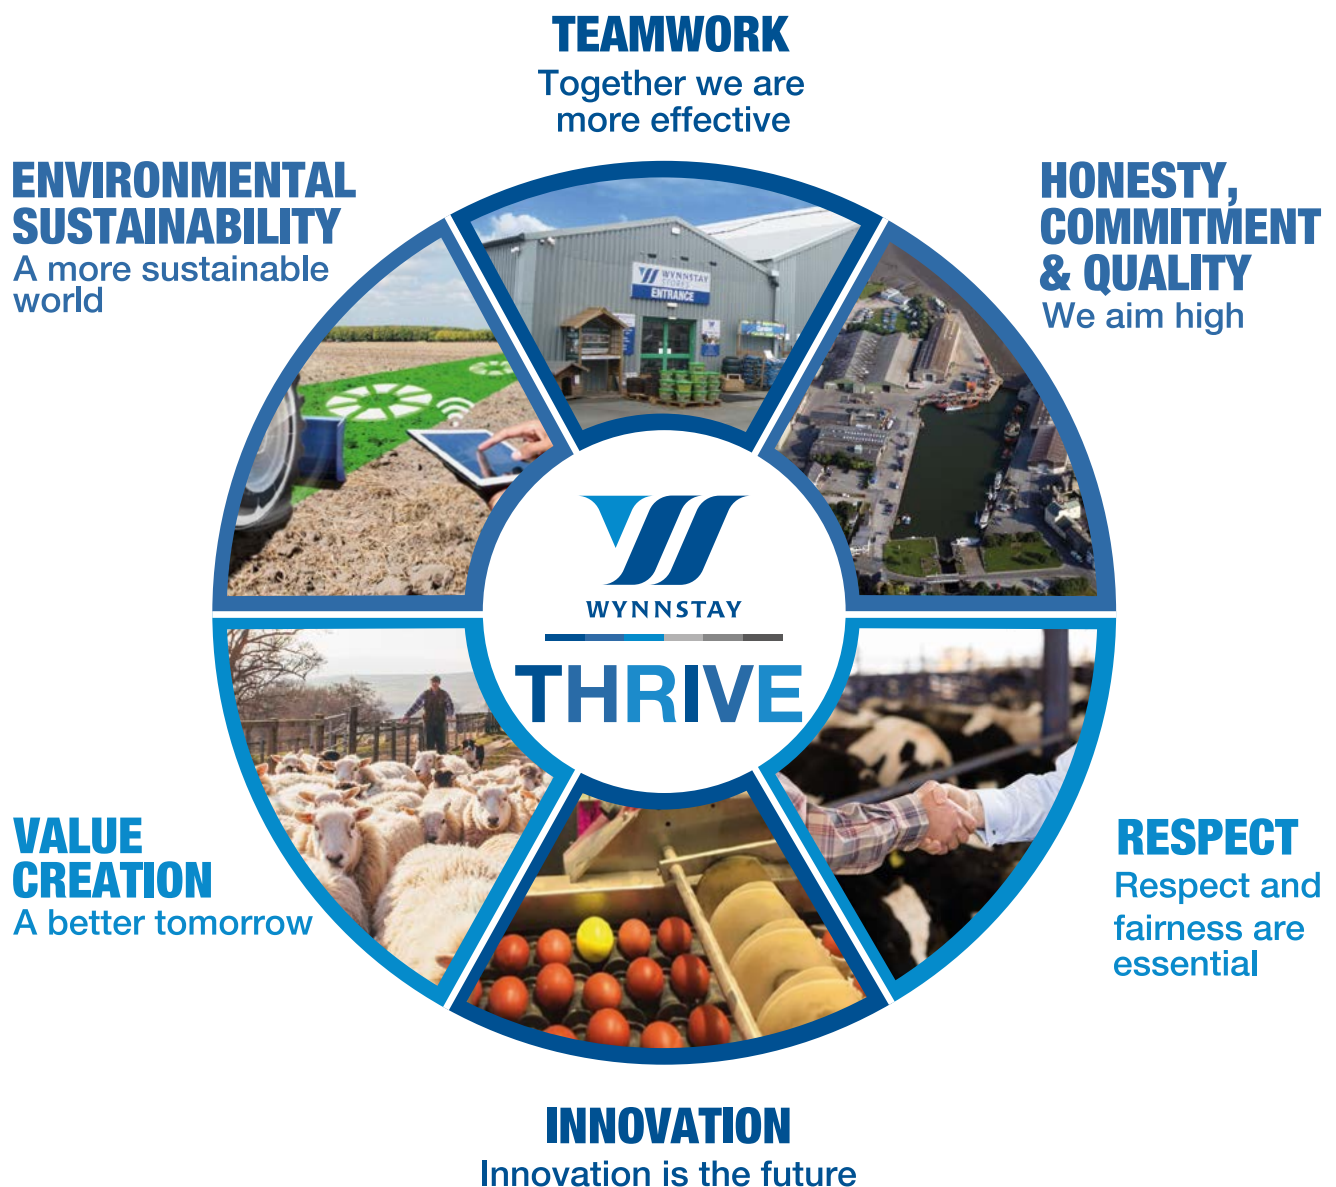 TEAMWORK
Together we are
more effective
HONESTY,
COMMITMENT
& QUALITY
We aim high
RESPECT
Respect and
fairness are
essential
INNOVATION
Innovation is the future
VALUE
CREATION
A better tomorrow
ENVIRONMENTAL
SUSTAINABILITY
A more sustainable
world
WYNNSTAY
STORES
ENTRANCE
WYNNSTAY
THRIVE